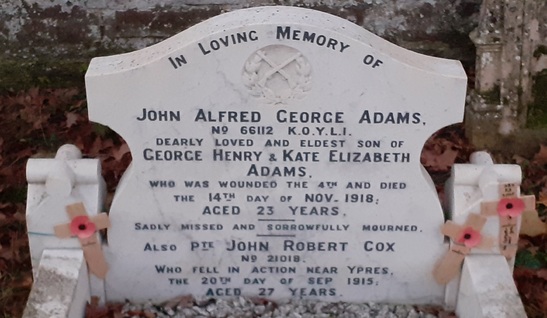 IN LOVING MEMORY OF
JOHN ALFRED GEORGE ADAMS,
NO 66112 K.O.Y.L.I.
DEARLY LOVED AND ELDEST SON OF
GEORGE HENRY & KATE ELIZABETH
ADAMS,
WHO WAS WOUNDED THE 4TH AND DIED
THE 14TH DAY OF NOV. 1918;
AGED 23 YEARS.
SADLY MISSED AND SORROWFULLY MOURNED.
ALSO PTE JOHN ROBERT COX
NO 21018.
WHO FELL IN ACTION NEAR YPRES,
THE 20TH DAY OF SEP 1915;
AGED 27 YEARS.